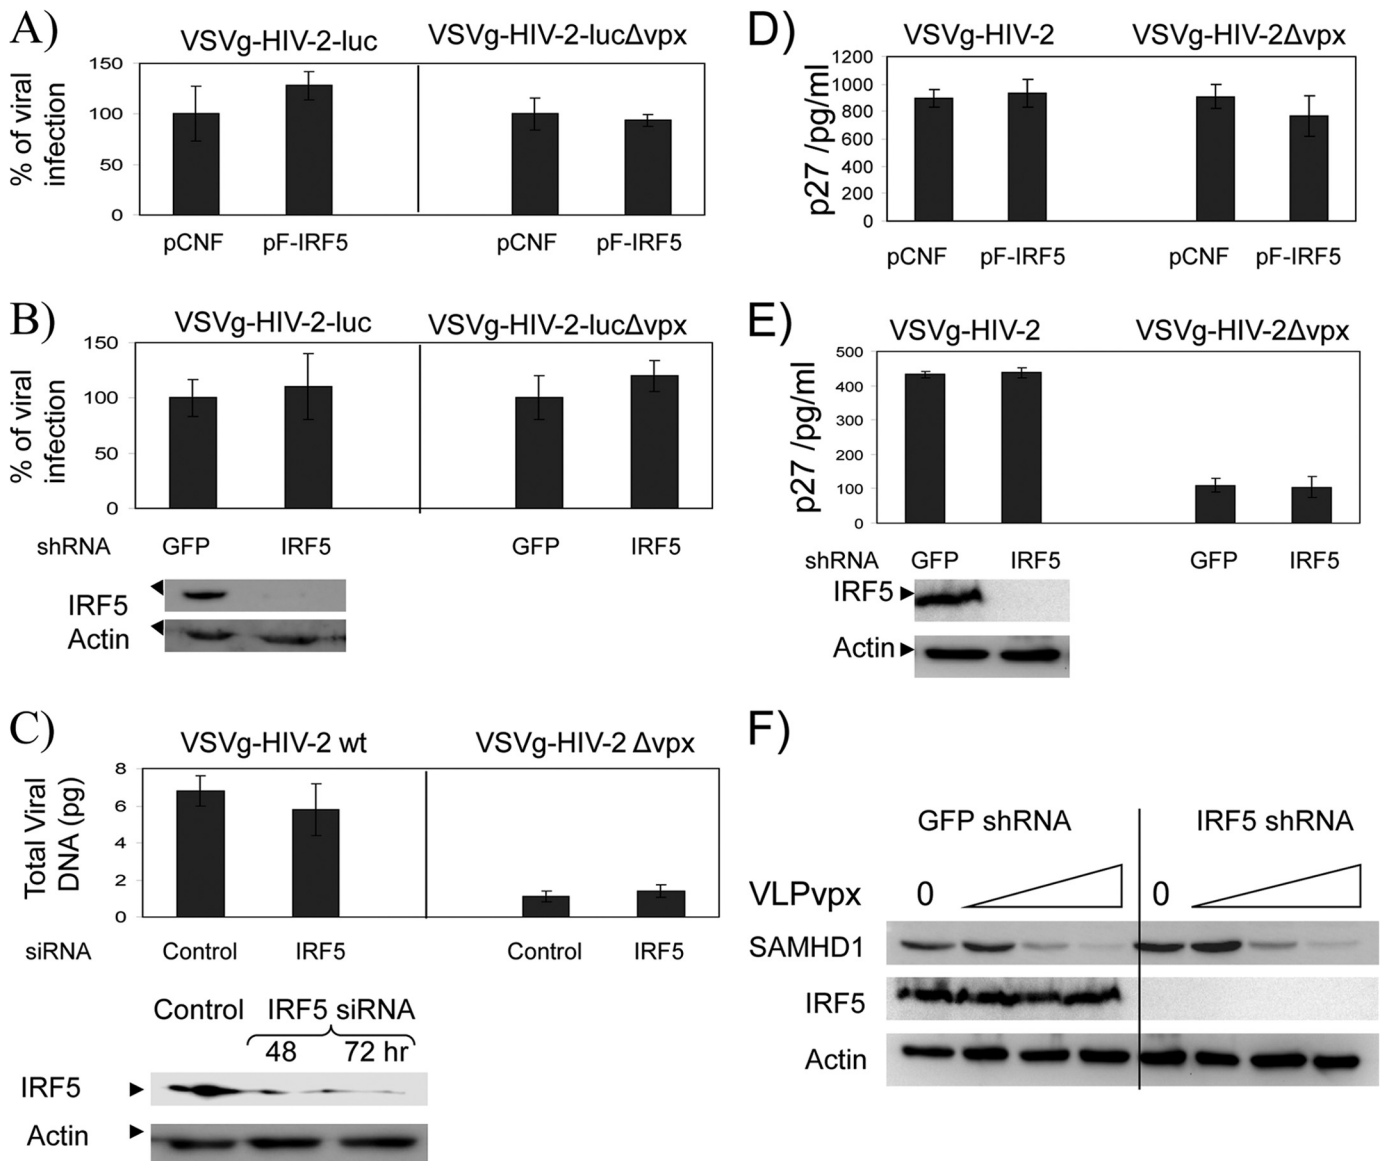 A)
VSVg-HIV-2-luc
VSVg-HIV-2-lucΔvpx
% of viral
infection
150
100
50
0
pCNF
pF-IRF5
pCNF
pF-IRF5
B)
VSVg-HIV-2-luc
VSVg-HIV-2-lucΔvpx
% of viral
infection
150
100
50
0
shRNA
GFP
IRF5
GFP
IRF5
IRF5
Actin
C)
VSVg-HIV-2 wt
VSVg-HIV-2 Δvpx
Total Viral
DNA (pg)
8
6
4
2
0
siRNA
Control
IRF5
Control
IRF5
Control
IRF5 siRNA
48
72 hr
IRF5
Actin
D)
VSVg-HIV-2
VSVg-HIV-2Δvpx
p27 /pg/ml
1200
1000
800
600
400
200
0
pCNF
pF-IRF5
pCNF
pF-IRF5
E)
VSVg-HIV-2
VSVg-HIV-2Δvpx
p27 /pg/ml
500
400
300
200
100
0
shRNA
GFP
IRF5
GFP
IRF5
IRF5
Actin
F)
GFP shRNA
IRF5 shRNA
VLPvpx
0
0
SAMHD1
IRF5
Actin